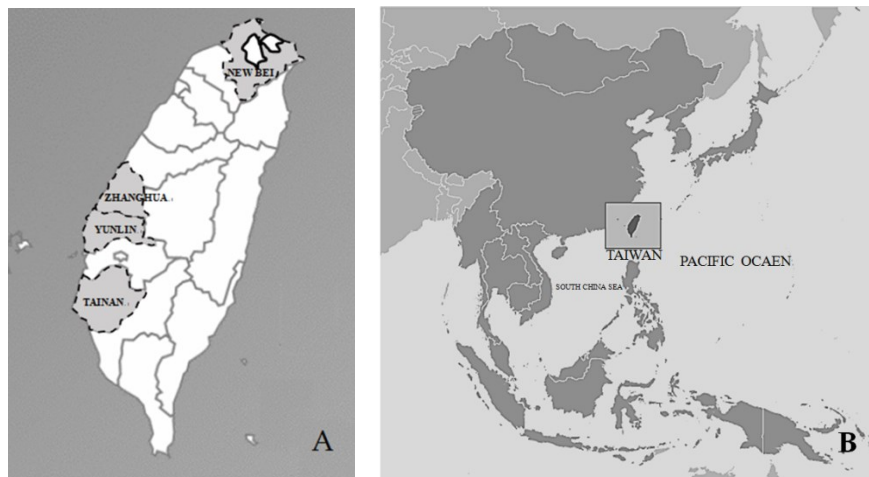 NEW BEI
ZHANGHUA
YUNLIN
TAINAN
A
TAIWAN
PACIFIC OCAEN
SOUTH CHINA SEA
B